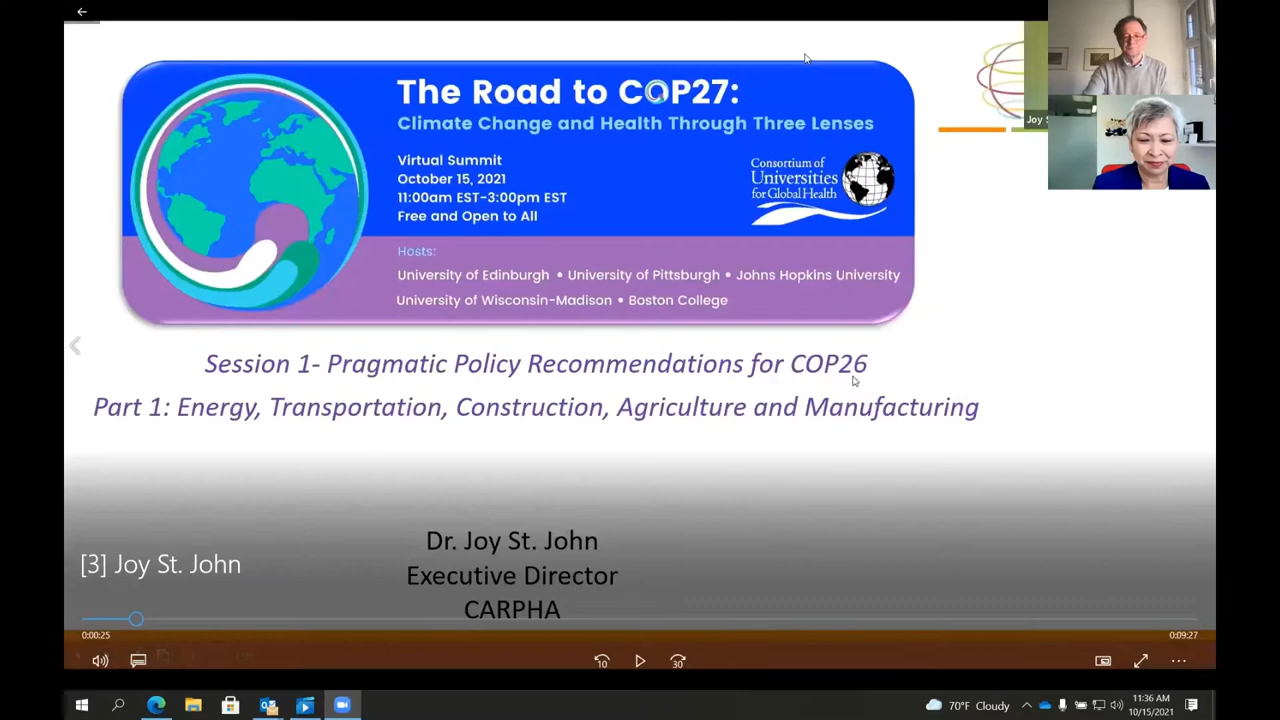 The Road to COP27:
Climate Change and Health Through Three Lenses
Virtual Summit
October 15, 2021
11:00am EST-3:00pm EST
Free and Open to All
Consortium of
Universities
for Global Health
Hosts:
University of Edinburgh • University of Pittsburgh • Johns Hopkins University
University of Wisconsin-Madison • Boston College
Joy S
Session 1- Pragmatic Policy Recommendations for COP26
Part 1: Energy, Transportation, Construction, Agriculture and Manufacturing
Dr. Joy St. John
Executive Director
CARPHA
[3] Joy St. John
0:00:25
0:09:27
10
30
70°F Cloudy
11:36 AM
10/15/2021